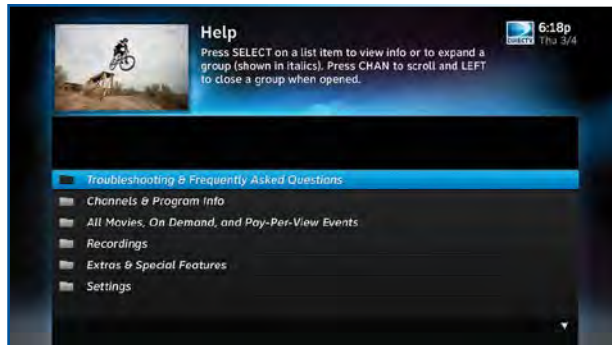 Help
Press SELECT on a list item to view info or to expand a
group (shown in italics). Press CHAN to scroll and LEFT
to close a group when opened.
DIRECTV
6:18p
Thu 3/4
Troubleshooting & Frequently Asked Questions
Channels & Program Info
All Movies, On Demand, and Pay-Per-View Events
Recordings
Extras & Special Features
Settings